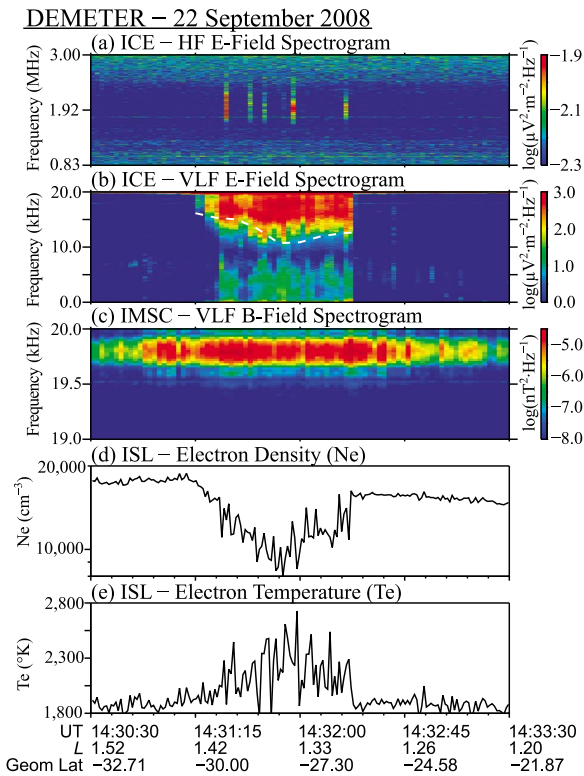 DEMETER – 22 September 2008
(a) ICE – HF E-Field Spectrogram
Frequency (MHz)
3.00
1.92
0.83
log(μV²·m⁻²·Hz⁻¹)
−1.9
−2.1
−2.3
(b) ICE – VLF E-Field Spectrogram
Frequency (kHz)
20.0
10.0
0.0
log(μV²·m⁻²·Hz⁻¹)
3.0
2.0
1.0
(c) IMSC – VLF B-Field Spectrogram
Frequency (kHz)
20.0
19.5
19.0
log(nT²·Hz⁻¹)
−5.0
−6.0
−7.0
−8.0
(d) ISL – Electron Density (Ne)
Ne (cm⁻³)
20,000
10,000
(e) ISL – Electron Temperature (Te)
Te (°K)
2,800
2,300
1,800
UT 14:30:30 14:31:15 14:32:00 14:32:45 14:33:30
L 1.52 1.42 1.33 1.26 1.20
Geom Lat −32.71 −30.00 −27.30 −24.58 −21.87